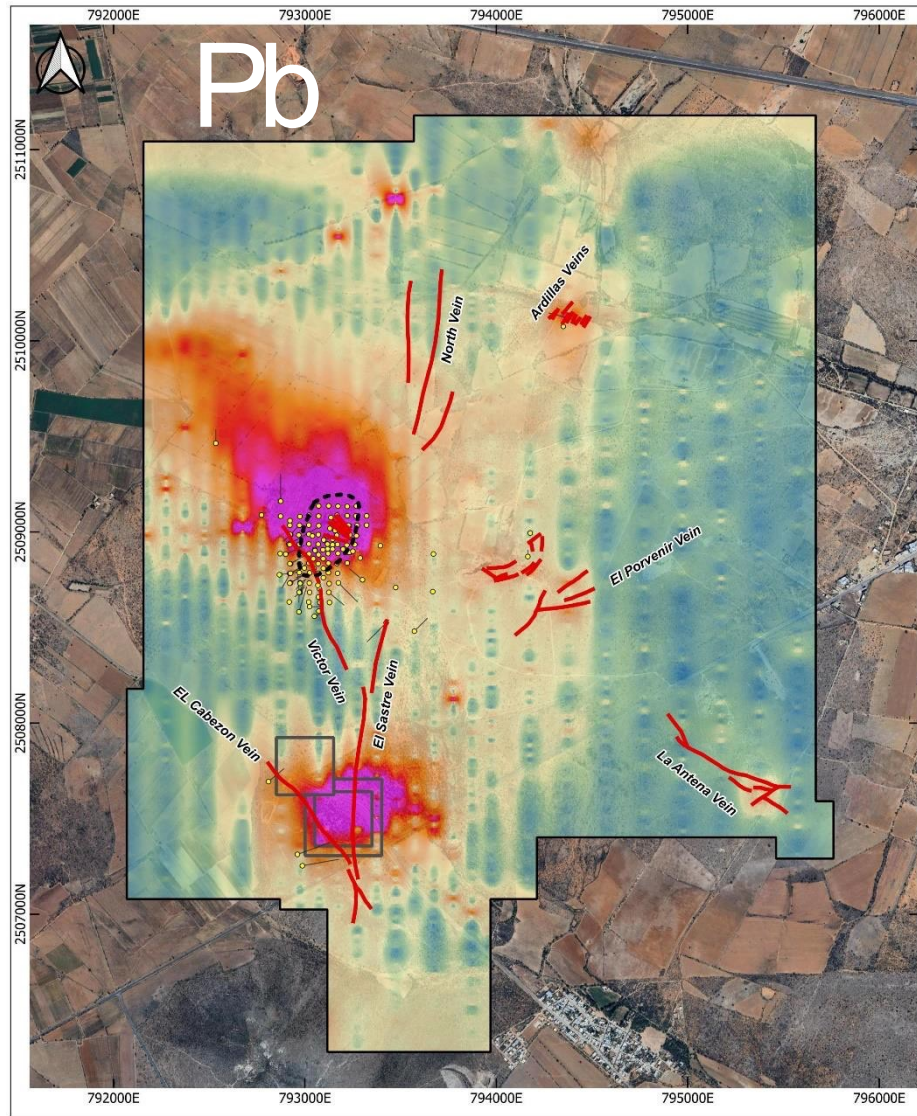 792000E 793000E 794000E 795000E 796000E
Pb
2511000N
Ardillas Veins
North Vein
2510000N
2509000N
El Porvenir Vein
Victor Vein
El Sastre Vein
EL Cabezon Vein
2508000N
La Antena Vein
2507000N
792000E 793000E 794000E 795000E 796000E